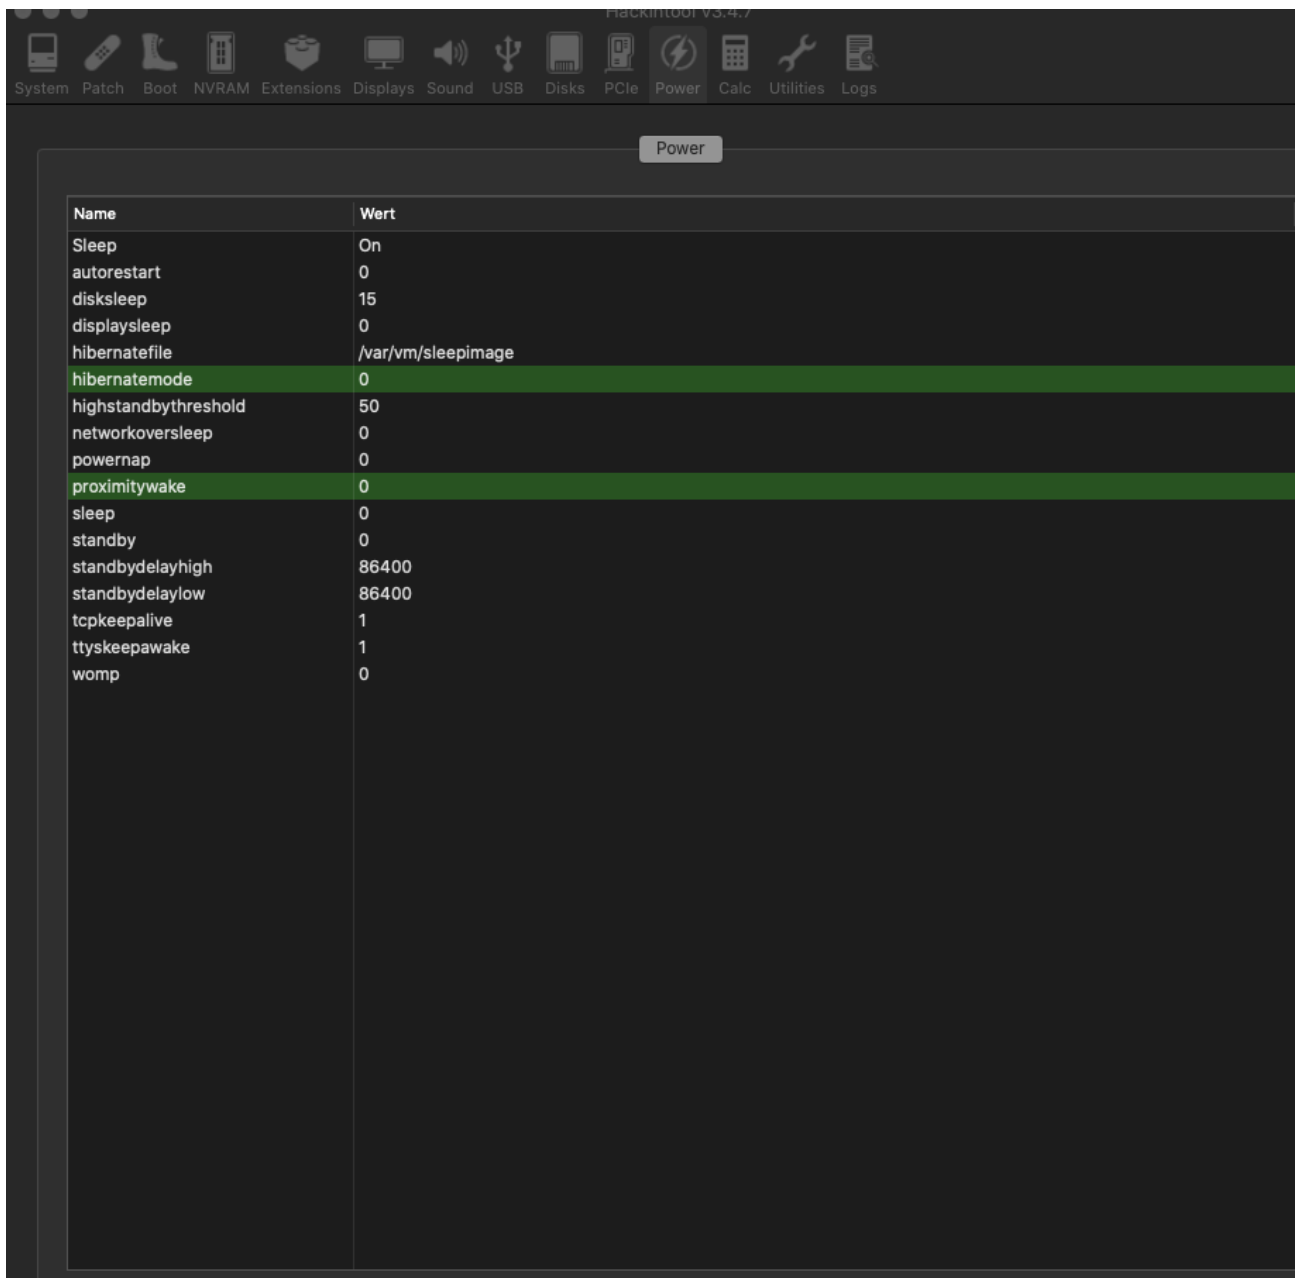 Hackintool v3.4.7
System Patch Boot NVRAM Extensions Displays Sound USB Disks PCIe Power Calc Utilities Logs
Power
Name Wert
Sleep On
autorestart 0
disksleep 15
displaysleep 0
hibernatefile /var/vm/sleepimage
hibernatemode 0
highstandbythreshold 50
networkoversleep 0
powernap 0
proximitywake 0
sleep 0
standby 0
standbydelayhigh 86400
standbydelaylow 86400
tcpkeepalive 1
ttyskeepawake 1
womp 0